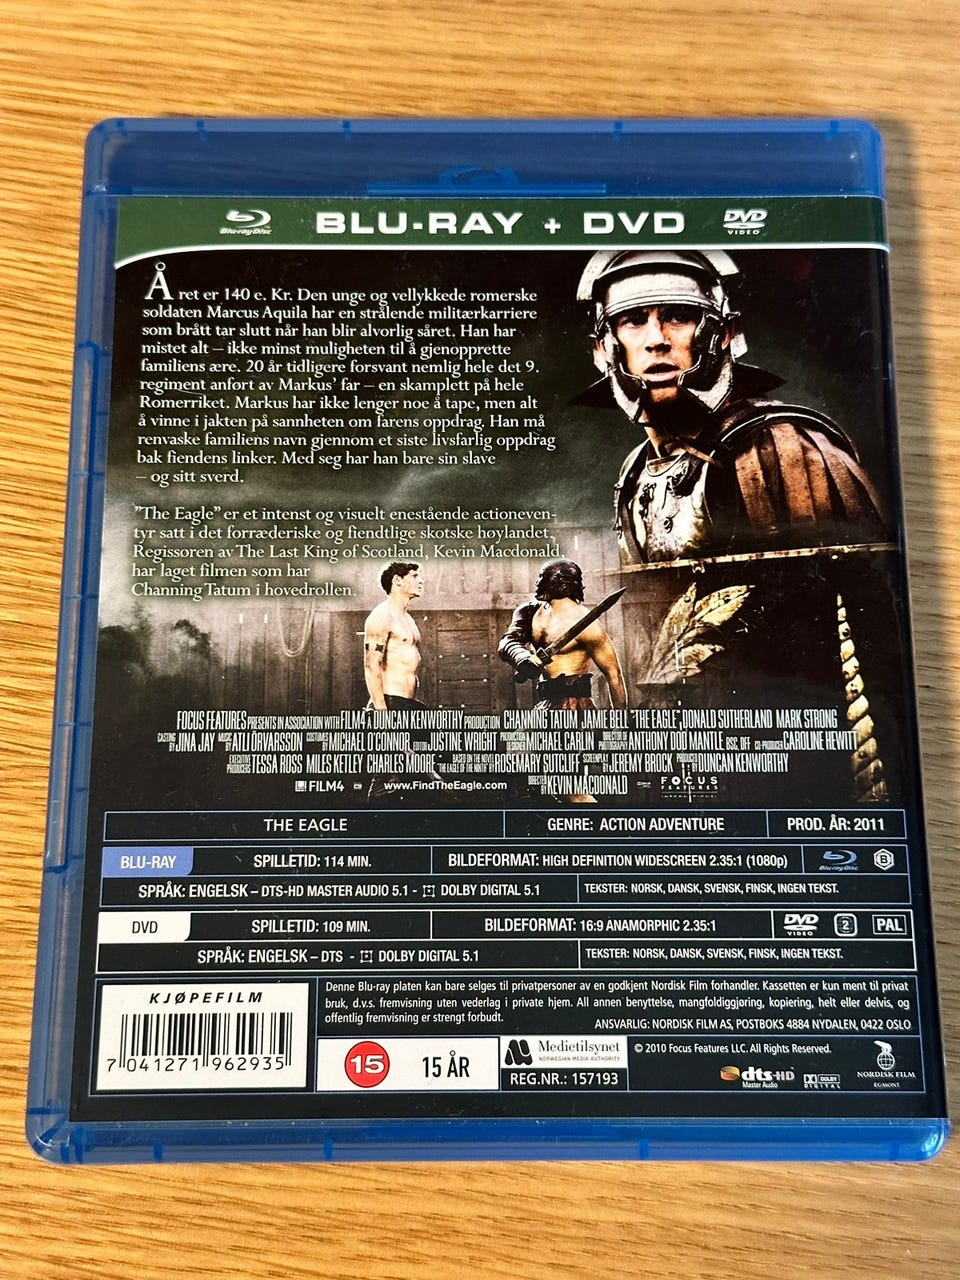 Blu-ray Disc BLU-RAY + DVD DVD VIDEO
Året er 140 e. Kr. Den unge og vellykkede romerske
soldaten Marcus Aquila har en strålende militærkarriere
som brått tar slutt når han blir alvorlig såret. Han har
mistet alt – ikke minst muligheten til å gjenopprette
familiens ære. 20 år tidligere forsvant nemlig hele det 9.
regiment anført av Markus' far – en skamplett på hele
Romerriket. Markus har ikke lenger noe å tape, men alt
å vinne i jakten på sannheten om farens oppdrag. Han må
renvaske familiens navn gjennom et siste livsfarlig oppdrag
bak fiendens linker. Med seg har han bare sin slave
– og sitt sverd.
"The Eagle" er et intenst og visuelt enestående actioneven-
tyr satt i det forræderiske og fiendtlige skotske høylandet.
Regissøren av The Last King of Scotland, Kevin Macdonald,
har laget filmen som har
Channing Tatum i hovedrollen.
FOCUS FEATURES PRESENTS IN ASSOCIATION WITH FILM4 A DUNCAN KENWORTHY PRODUCTION CHANNING TATUM JAMIE BELL "THE EAGLE" DONALD SUTHERLAND MARK STRONG
CASTING BY JINA JAY MUSIC BY ATLI ÖRVARSSON COSTUMES BY MICHAEL O'CONNOR EDITOR JUSTINE WRIGHT PRODUCTION DESIGNER MICHAEL CARLIN DIRECTOR OF PHOTOGRAPHY ANTHONY DOD MANTLE BSC, DFF CO-PRODUCER CAROLINE HEWITT
EXECUTIVE PRODUCERS TESSA ROSS MILES KETLEY CHARLES MOORE BASED ON THE NOVEL "THE EAGLE OF THE NINTH" BY ROSEMARY SUTCLIFF SCREENPLAY BY JEREMY BROCK PRODUCED BY DUNCAN KENWORTHY
FILM4 www.FindTheEagle.com DIRECTED BY KEVIN MACDONALD FOCUS FEATURES INTERNATIONAL
THE EAGLE GENRE: ACTION ADVENTURE PROD. ÅR: 2011
BLU-RAY SPILLETID: 114 MIN. BILDEFORMAT: HIGH DEFINITION WIDESCREEN 2.35:1 (1080p) Blu-ray Disc B
SPRÅK: ENGELSK – DTS-HD MASTER AUDIO 5.1 - DOLBY DIGITAL 5.1 TEKSTER: NORSK, DANSK, SVENSK, FINSK, INGEN TEKST.
DVD SPILLETID: 109 MIN. BILDEFORMAT: 16:9 ANAMORPHIC 2.35:1 DVD VIDEO 2 PAL
SPRÅK: ENGELSK – DTS - DOLBY DIGITAL 5.1 TEKSTER: NORSK, DANSK, SVENSK, FINSK, INGEN TEKST.
KJØPEFILM
7 041271 962935
Denne Blu-ray platen kan bare selges til privatpersoner av en godkjent Nordisk Film forhandler. Kassetten er kun ment til privat
bruk, d.v.s. fremvisning uten vederlag i private hjem. All annen benyttelse, mangfoldiggjøring, kopiering, helt eller delvis, og
offentlig fremvisning er strengt forbudt.
ANSVARLIG: NORDISK FILM AS, POSTBOKS 4884 NYDALEN, 0422 OSLO
15 15 ÅR
Medietilsynet
NORWEGIAN MEDIA AUTHORITY
REG.NR.: 157193
© 2010 Focus Features LLC. All Rights Reserved.
dts-HD Master Audio
DOLBY DIGITAL
NORDISK FILM
EGMONT